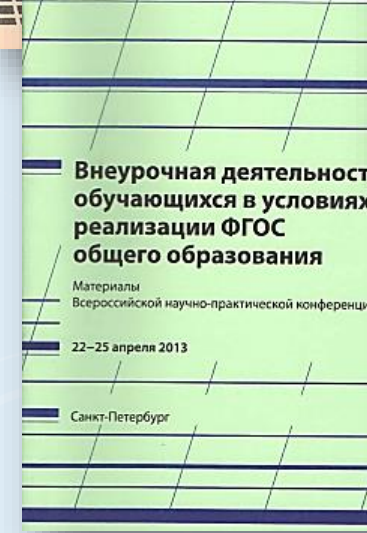 Внеурочная деятельност
обучающихся в условиях
реализации ФГОС
общего образования
Материалы
Всероссийской научно-практической конференци
22–25 апреля 2013
Санкт-Петербург